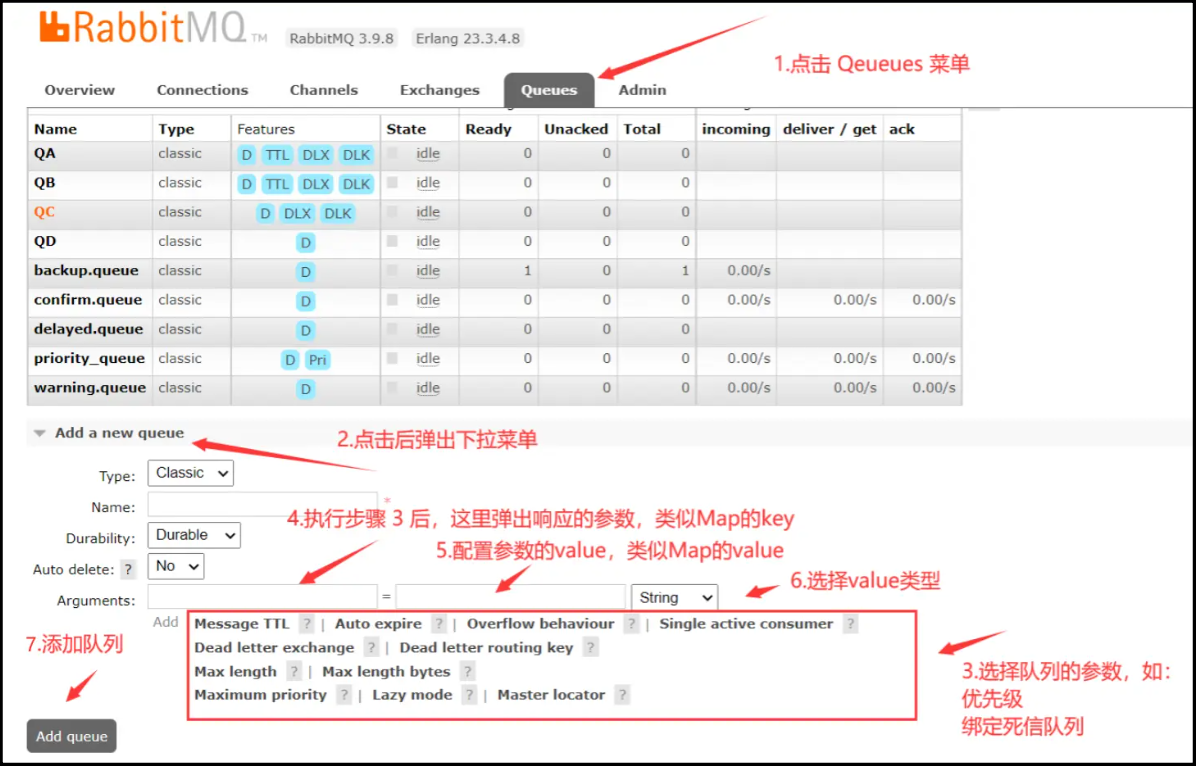 RabbitMQ TM RabbitMQ 3.9.8 Erlang 23.3.4.8
1.点击 Qeueues 菜单
Overview Connections Channels Exchanges Queues Admin
Name Type Features State Ready Unacked Total incoming deliver / get ack
QA classic D TTL DLX DLK idle 0 0 0
QB classic D TTL DLX DLK idle 0 0 0
QC classic D DLX DLK idle 0 0 0
QD classic D idle 0 0 0
backup.queue classic D idle 1 0 1 0.00/s
confirm.queue classic D idle 0 0 0 0.00/s 0.00/s 0.00/s
delayed.queue classic D idle 0 0 0
priority_queue classic D Pri idle 0 0 0 0.00/s 0.00/s 0.00/s
warning.queue classic D idle 0 0 0 0.00/s 0.00/s 0.00/s
Add a new queue
2.点击后弹出下拉菜单
Type: Classic
Name: *
4.执行步骤 3 后，这里弹出响应的参数，类似Map的key
Durability: Durable
5.配置参数的value，类似Map的value
Auto delete: ? No
6.选择value类型
Arguments: = String
Add Message TTL ? | Auto expire ? | Overflow behaviour ? | Single active consumer ?
Dead letter exchange ? | Dead letter routing key ?
Max length ? | Max length bytes ?
Maximum priority ? | Lazy mode ? | Master locator ?
7.添加队列
3.选择队列的参数，如：
优先级
绑定死信队列
Add queue